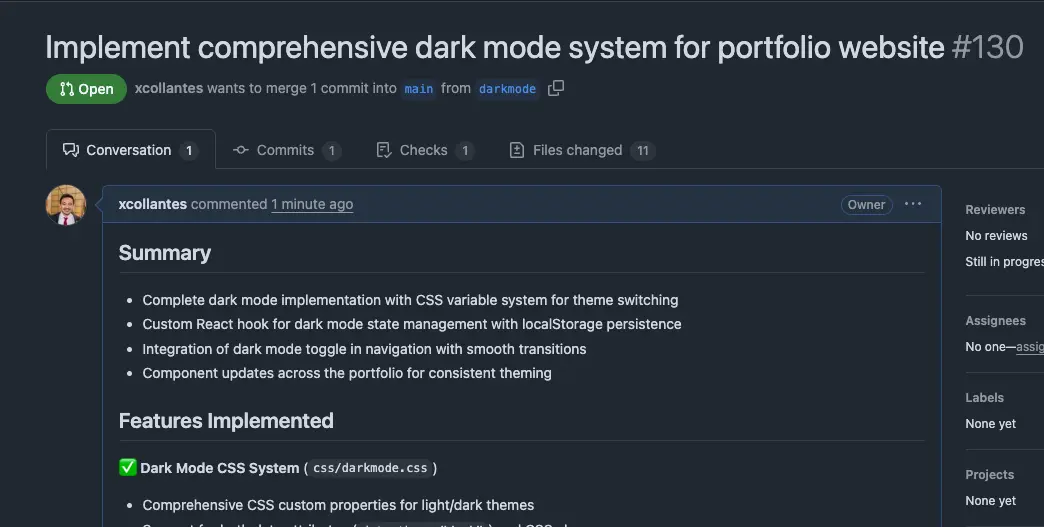 Implement comprehensive dark mode system for portfolio website #130
Open xcollantes wants to merge 1 commit into main from darkmode
Conversation 1 Commits 1 Checks 1 Files changed 11
xcollantes commented 1 minute ago Owner
Summary
Complete dark mode implementation with CSS variable system for theme switching
Custom React hook for dark mode state management with localStorage persistence
Integration of dark mode toggle in navigation with smooth transitions
Component updates across the portfolio for consistent theming
Features Implemented
✅ Dark Mode CSS System ( css/darkmode.css )
Comprehensive CSS custom properties for light/dark themes
Reviewers
No reviews
Still in progres
Assignees
No one—assig
Labels
None yet
Projects
None yet